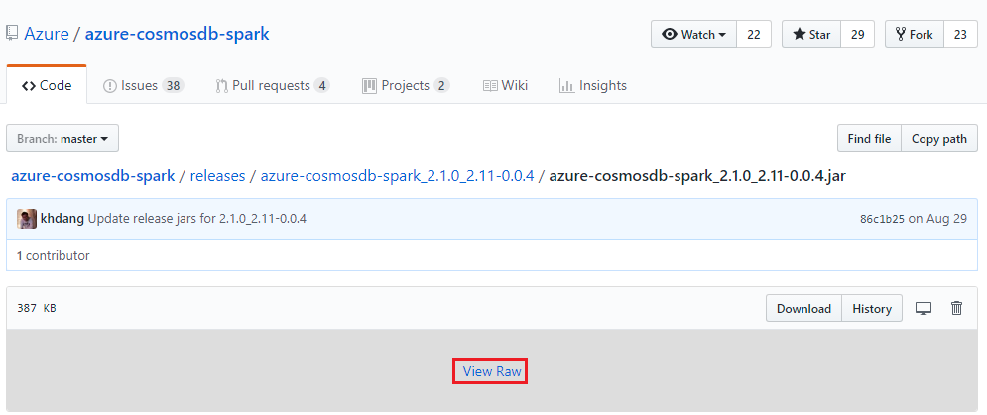 Azure / azure-cosmosdb-spark Watch 22 Star 29 Fork 23
Code Issues 38 Pull requests 4 Projects 2 Wiki Insights
Branch: master Find file Copy path
azure-cosmosdb-spark / releases / azure-cosmosdb-spark_2.1.0_2.11-0.0.4 / azure-cosmosdb-spark_2.1.0_2.11-0.0.4.jar
khdang Update release jars for 2.1.0_2.11-0.0.4 86c1b25 on Aug 29
1 contributor
387 KB Download History
View Raw